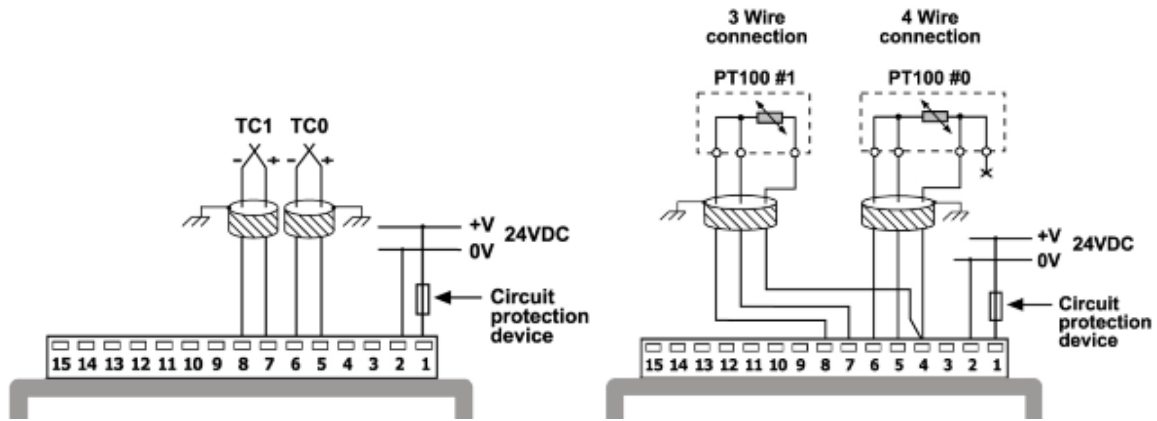 TC1 TC0
- + - +
+V
24VDC
0V
Circuit
protection
device
15 14 13 12 11 10 9 8 7 6 5 4 3 2 1
3 Wire
connection
4 Wire
connection
PT100 #1
PT100 #0
+V
24VDC
0V
Circuit
protection
device
15 14 13 12 11 10 9 8 7 6 5 4 3 2 1